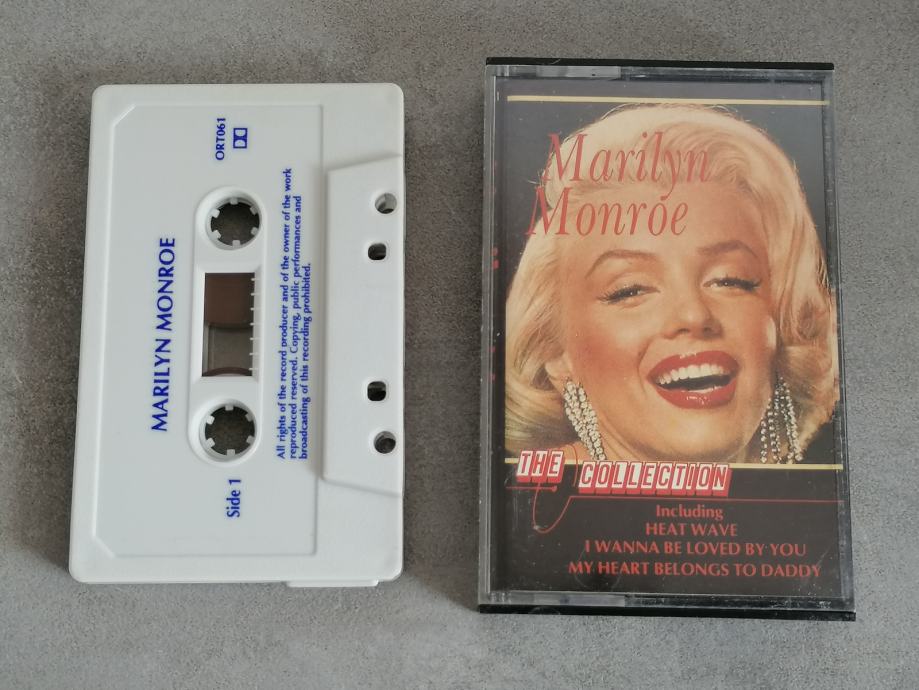 MARILYN MONROE
ORT061
Side 1
All rights of the record producer and of the owner of the work
reproduced reserved. Copying, public performances and
broadcasting of this recording prohibited.
Marilyn
Monroe
THE COLLECTION
Including
HEAT WAVE
I WANNA BE LOVED BY YOU
MY HEART BELONGS TO DADDY